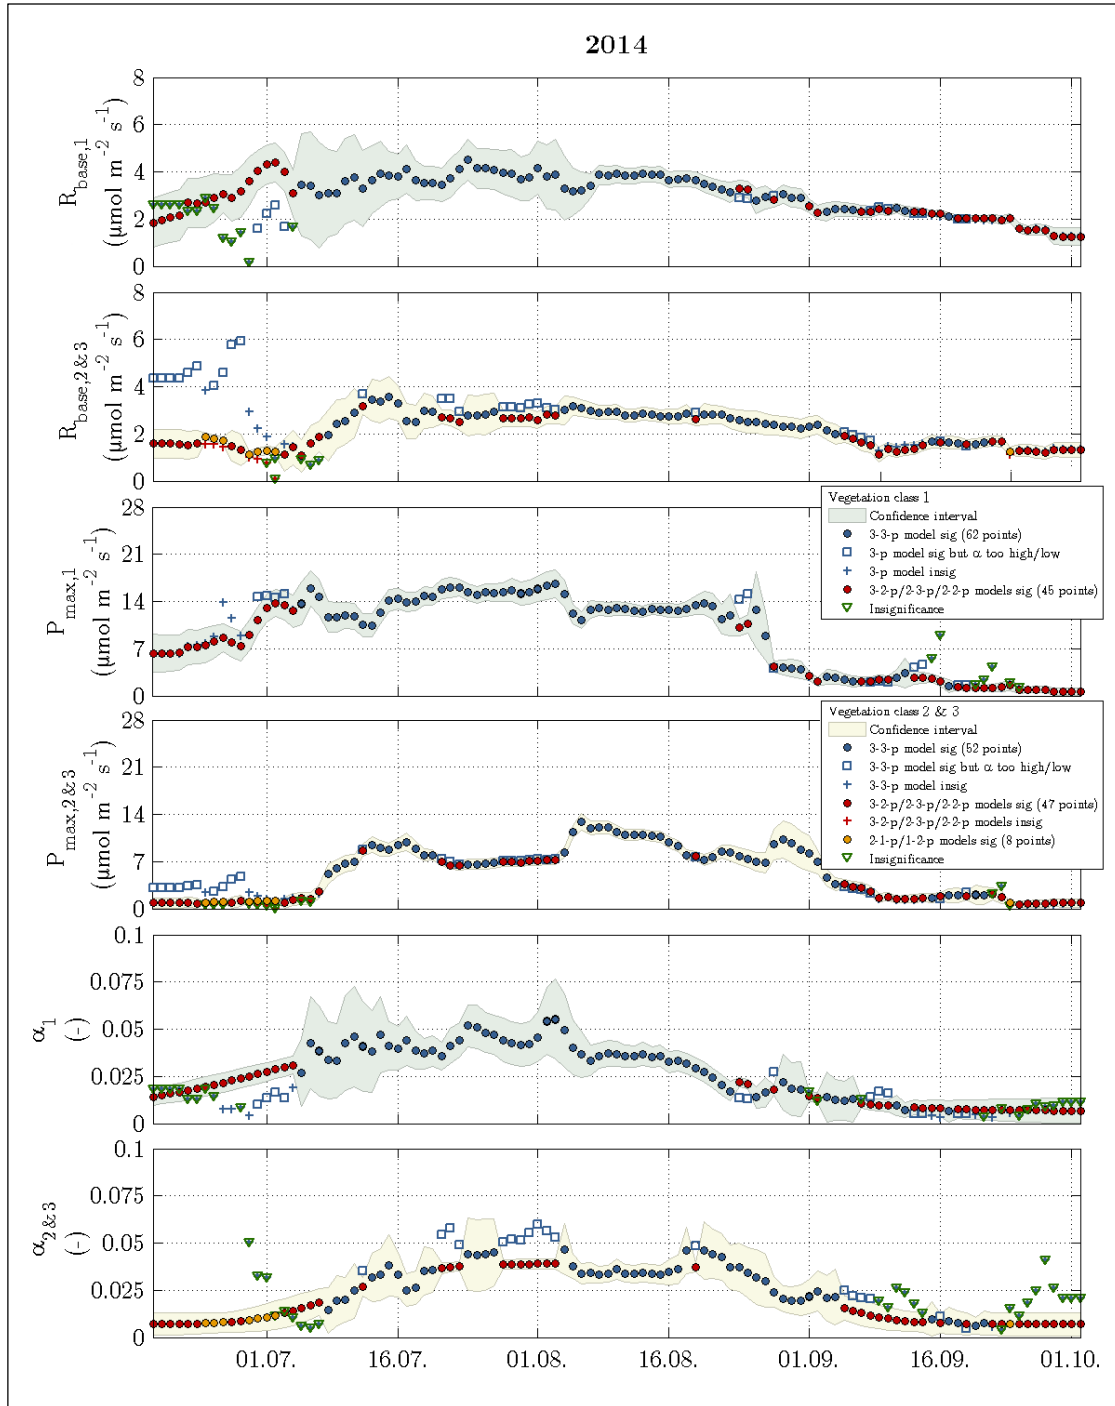 2014
8
6
4
2
0
R_base,1
(μmol m⁻² s⁻¹)
8
6
4
2
0
R_base,2&3
(μmol m⁻² s⁻¹)
28
21
14
7
0
P_max,1
(μmol m⁻² s⁻¹)
Vegetation class 1
Confidence interval
3-3-p model sig (62 points)
3-p model sig but α too high/low
3-p model insig
3-2-p/2-3-p/2-2-p models sig (45 points)
Insignificance
28
21
14
7
0
P_max,2&3
(μmol m⁻² s⁻¹)
Vegetation class 2 & 3
Confidence interval
3-3-p model sig (52 points)
3-p model sig but α too high/low
3-3-p model insig
3-2-p/2-3-p/2-2-p models sig (47 points)
3-2-p/2-3-p/2-2-p models insig
2-1-p/1-2-p models sig (8 points)
Insignificance
0.1
0.075
0.05
0.025
0
α_1
(-)
0.1
0.075
0.05
0.025
0
α_2&3
(-)
01.07. 16.07. 01.08. 16.08. 01.09. 16.09. 01.10.